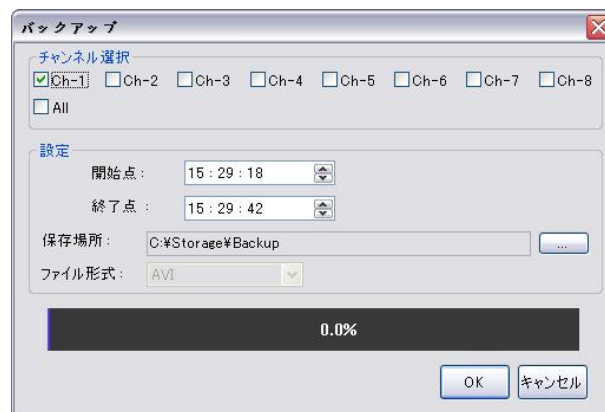 バックアップ
チャンネル選択
Ch-1 Ch-2 Ch-3 Ch-4 Ch-5 Ch-6 Ch-7 Ch-8
All
設定
開始点： 15：29：18
終了点 ： 15：29：42
保存場所： C:¥Storage¥Backup ...
ファイル形式： AVI
0.0%
OK キャンセル